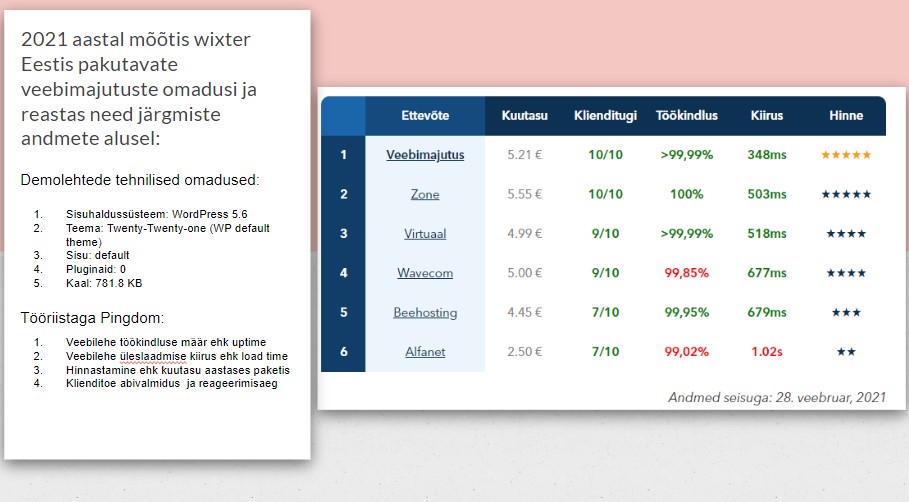 2021 aastal mõõtis wixter
Eestis pakutavate
veebimajutuste omadusi ja
reastas need järgmiste
andmete alusel:
Demolehtede tehnilised omadused:
1. Sisuhaldussüsteem: WordPress 5.6
2. Teema: Twenty-Twenty-one (WP default
theme)
3. Sisu: default
4. Pluginaid: 0
5. Kaal: 781.8 KB
Tööriistaga Pingdom:
1. Veebilehe töökindluse määr ehk uptime
2. Veebilehe üleslaadmise kiirus ehk load time
3. Hinnastamine ehk kuutasu aastases paketis
4. Klienditoe abivalmidus ja reageerimisaeg
Ettevõte Kuutasu Klienditugi Töökindlus Kiirus Hinne
1 Veebimajutus 5.21 € 10/10 >99,99% 348ms ★★★★★
2 Zone 5.55 € 10/10 100% 503ms ★★★★★
3 Virtuaal 4.99 € 9/10 >99,99% 518ms ★★★★
4 Wavecom 5.00 € 9/10 99,85% 677ms ★★★★
5 Beehosting 4.45 € 7/10 99,95% 679ms ★★★
6 Alfanet 2.50 € 7/10 99,02% 1.02s ★★
Andmed seisuga: 28. veebruar, 2021